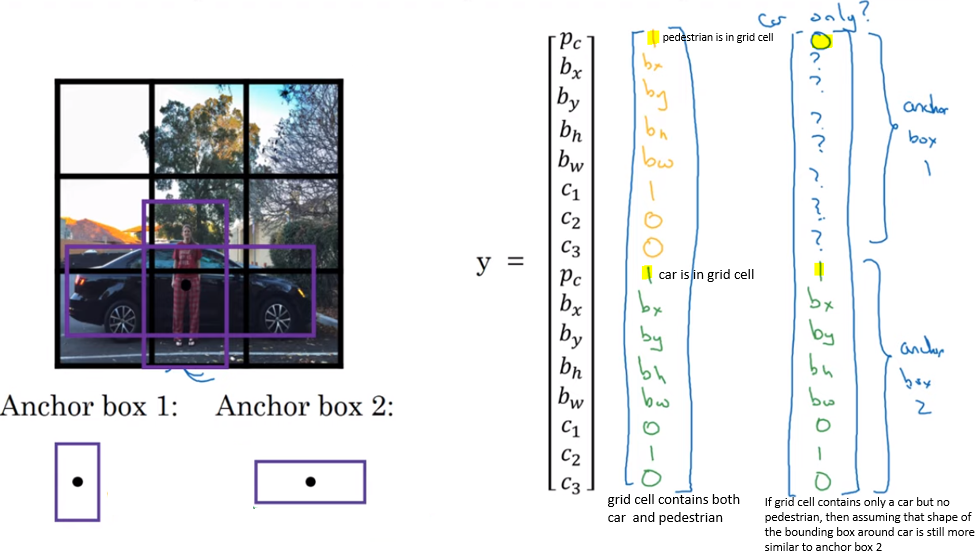 car only?
p_c
b_x
b_y
b_h
b_w
c_1
c_2
c_3
p_c
b_x
b_y
b_h
b_w
c_1
c_2
c_3
y =
1 pedestrian is in grid cell
bx
by
bh
bw
1
0
0
1 car is in grid cell
bx
by
bh
bw
0
1
0
grid cell contains both
car and pedestrian
0
?
?
?
?
?
?
?
1
bx
by
bh
bw
0
1
0
If grid cell contains only a car but no
pedestrian, then assuming that shape of
the bounding box around car is still more
similar to anchor box 2
anchor
box
1
anchor
box
2
Anchor box 1: Anchor box 2: